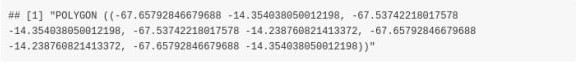 ## [1] "POLYGON ((-67.65792846679688 -14.354038050012198, -67.53742218017578
-14.354038050012198, -67.53742218017578 -14.238760821413372, -67.65792846679688
-14.238760821413372, -67.65792846679688 -14.354038050012198))"